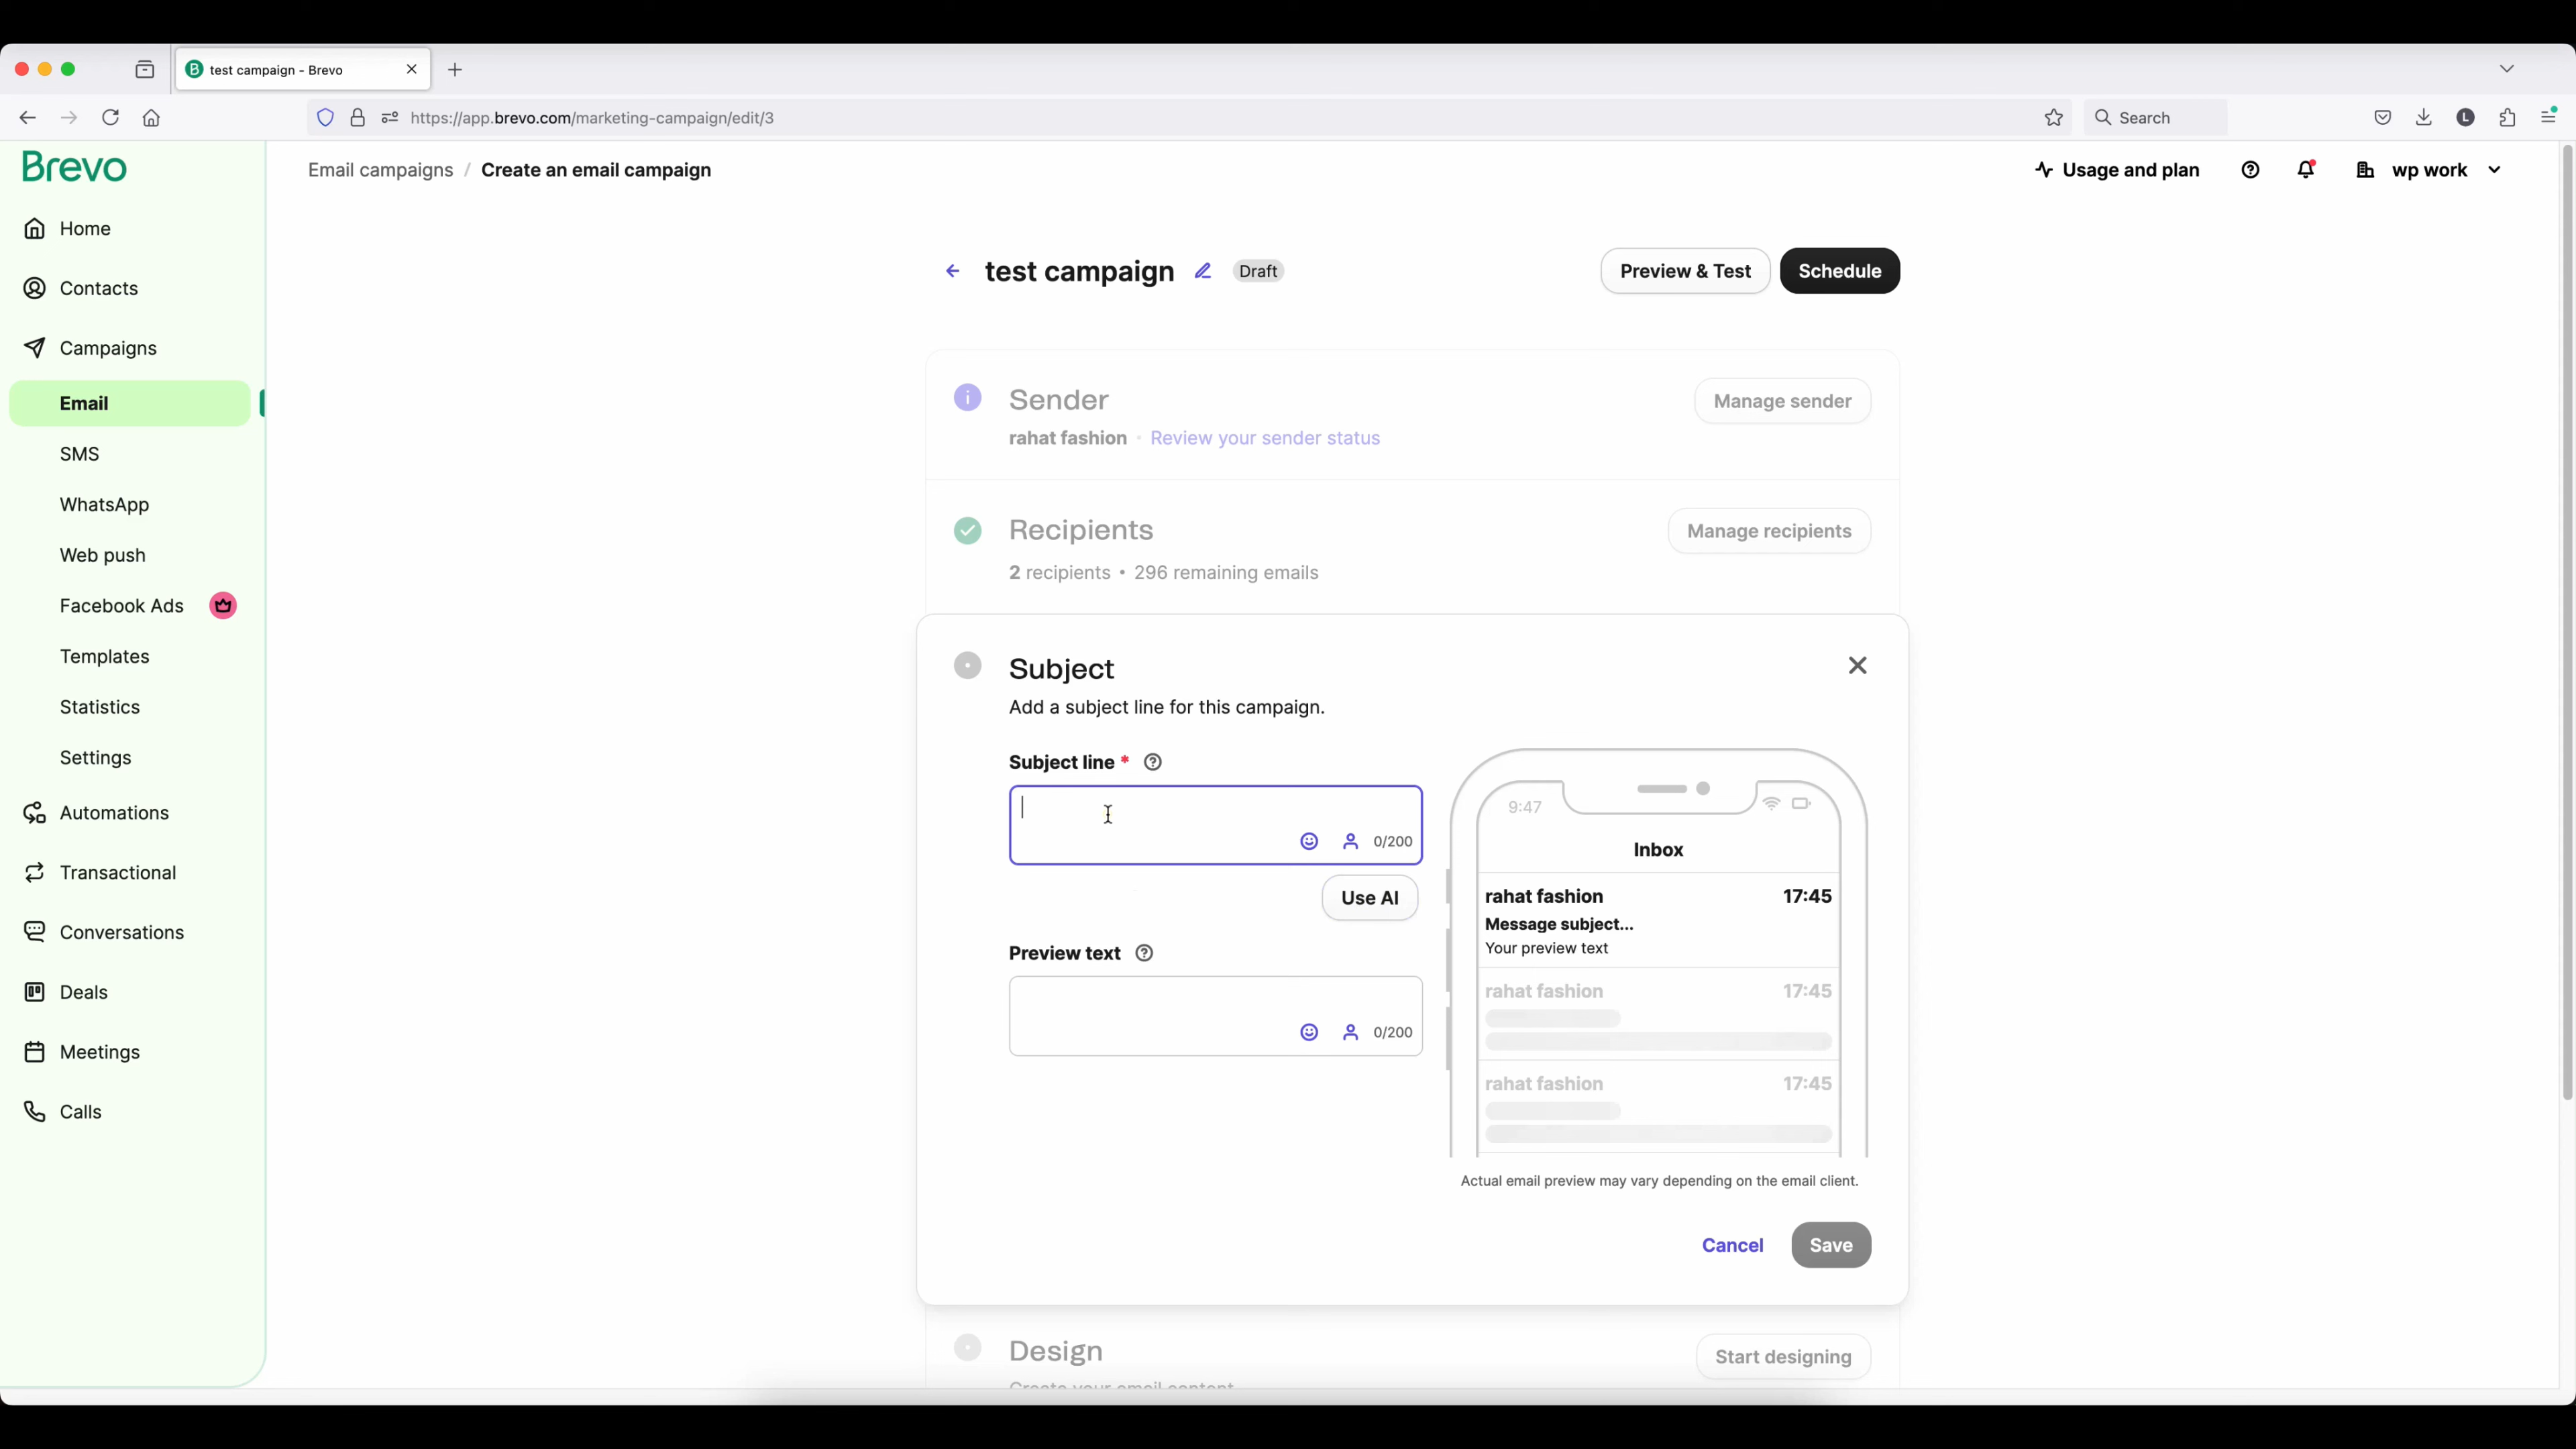 test campaign - Brevo
https://app.brevo.com/marketing-campaign/edit/3
Search
L
Brevo
Email campaigns / Create an email campaign
Usage and plan
wp work
Home
Contacts
Campaigns
Email
SMS
WhatsApp
Web push
Facebook Ads
Templates
Statistics
Settings
Automations
Transactional
Conversations
Deals
Meetings
Calls
test campaign
Draft
Preview & Test
Schedule
Sender
rahat fashion · Review your sender status
Manage sender
Recipients
2 recipients • 296 remaining emails
Manage recipients
Subject
Add a subject line for this campaign.
Subject line *
0/200
Use AI
Preview text
0/200
9:47
Inbox
rahat fashion 17:45
Message subject...
Your preview text
rahat fashion 17:45
rahat fashion 17:45
Actual email preview may vary depending on the email client.
Cancel
Save
Design
Start designing
Create your email content